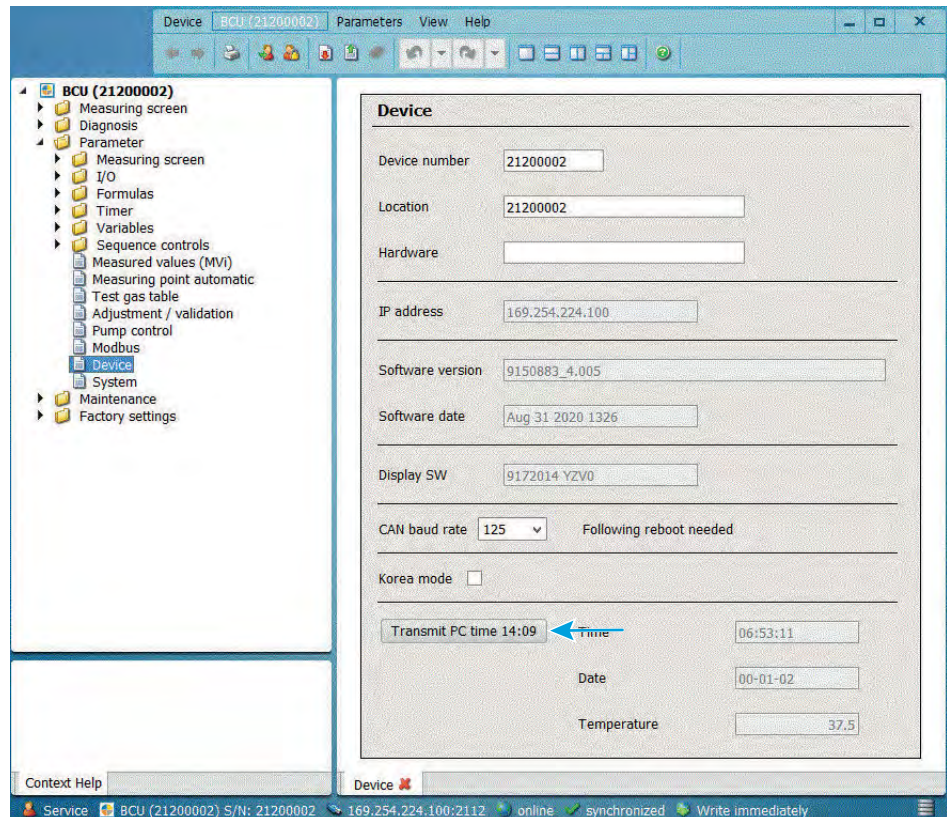 Device BCU (21200002) Parameters View Help
BCU (21200002)
Measuring screen
Diagnosis
Parameter
Measuring screen
I/O
Formulas
Timer
Variables
Sequence controls
Measured values (MVi)
Measuring point automatic
Test gas table
Adjustment / validation
Pump control
Modbus
Device
System
Maintenance
Factory settings
Context Help
Device
Device number 21200002
Location 21200002
Hardware
IP address 169.254.224.100
Software version 9150883_4.005
Software date Aug 31 2020 1326
Display SW 9172014 YZV0
CAN baud rate 125 Following reboot needed
Korea mode
Transmit PC time 14:09 Time 06:53:11
Date 00-01-02
Temperature 37.5
Device
Service BCU (21200002) S/N: 21200002 169.254.224.100:2112 online synchronized Write immediately